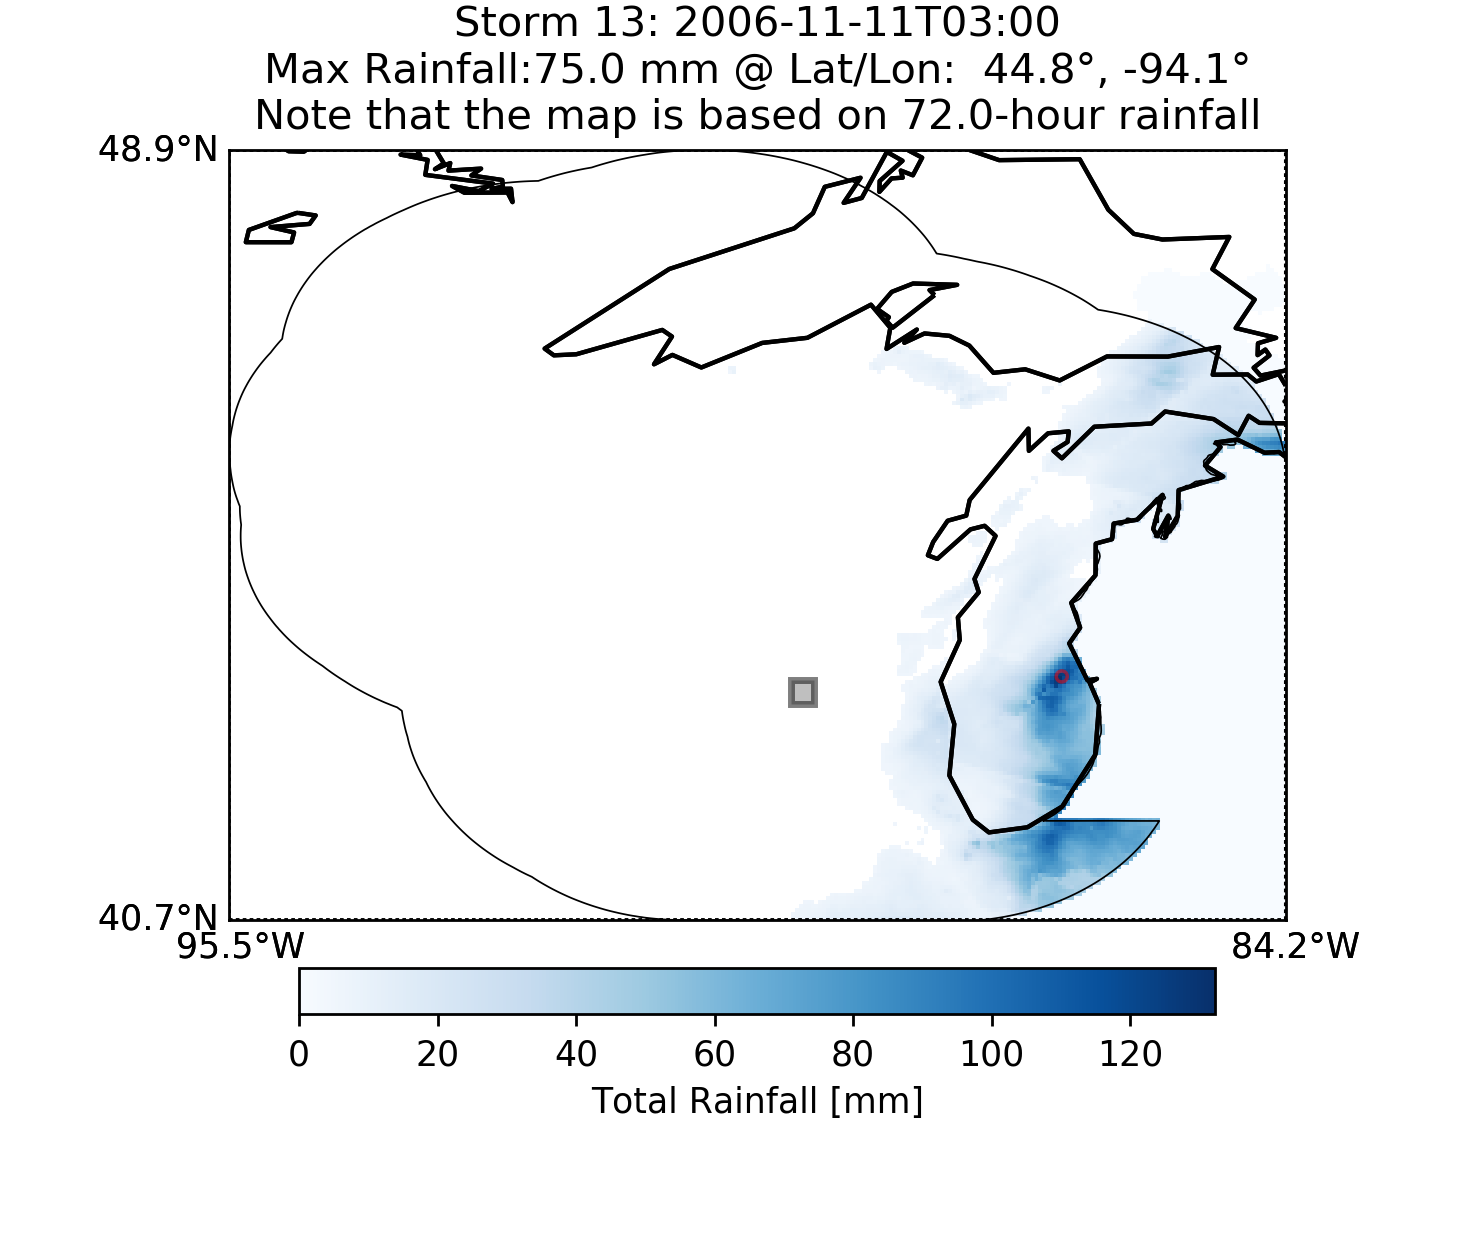 Storm 13: 2006-11-11T03:00
Max Rainfall:75.0 mm @ Lat/Lon:  44.8°, -94.1°
Note that the map is based on 72.0-hour rainfall
48.9°N
40.7°N
95.5°W 84.2°W
0 20 40 60 80 100 120
Total Rainfall [mm]